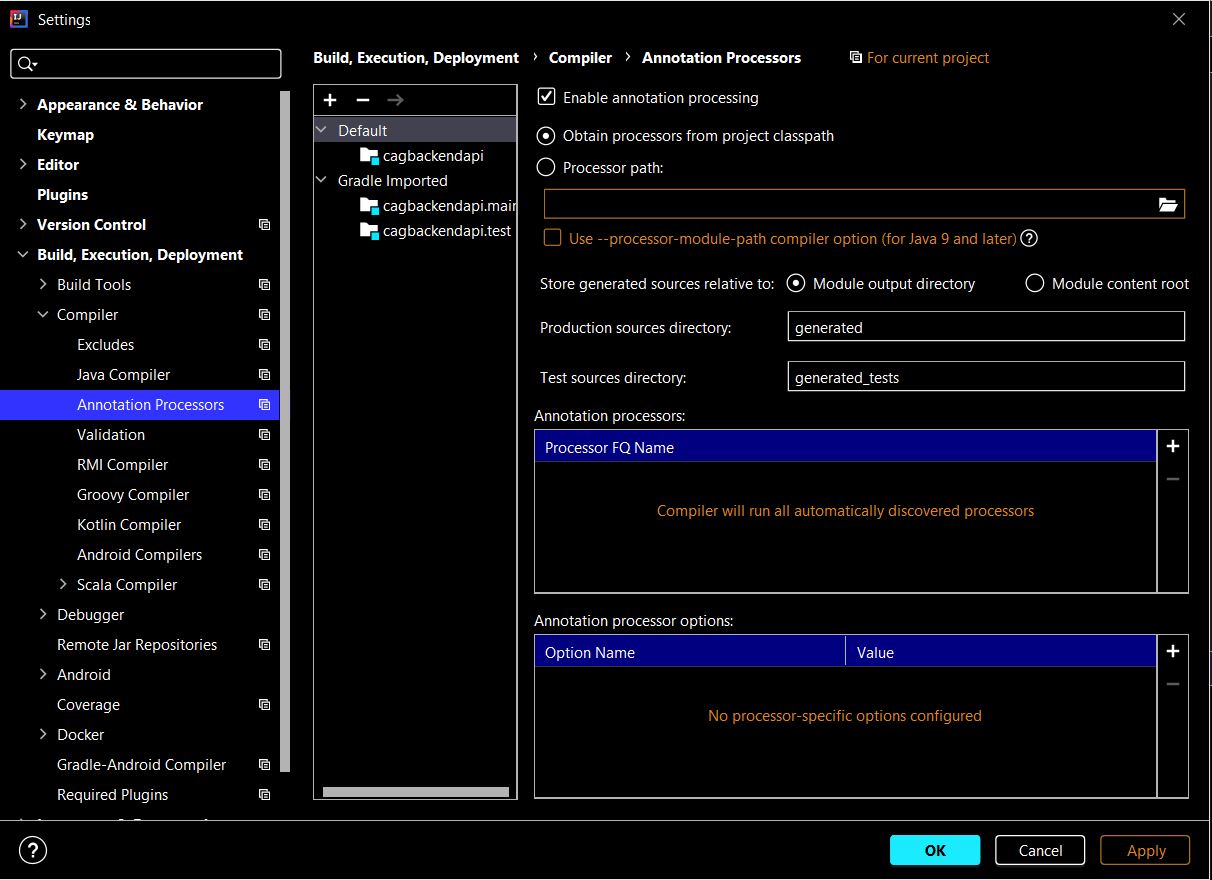 Settings
Build, Execution, Deployment › Compiler › Annotation Processors
For current project
Appearance & Behavior
Keymap
Editor
Plugins
Version Control
Build, Execution, Deployment
Build Tools
Compiler
Excludes
Java Compiler
Annotation Processors
Validation
RMI Compiler
Groovy Compiler
Kotlin Compiler
Android Compilers
Scala Compiler
Debugger
Remote Jar Repositories
Android
Coverage
Docker
Gradle-Android Compiler
Required Plugins
Default
cagbackendapi
Gradle Imported
cagbackendapi.main
cagbackendapi.test
Enable annotation processing
Obtain processors from project classpath
Processor path:
Use --processor-module-path compiler option (for Java 9 and later)
Store generated sources relative to: Module output directory Module content root
Production sources directory: generated
Test sources directory: generated_tests
Annotation processors:
Processor FQ Name
Compiler will run all automatically discovered processors
Annotation processor options:
Option Name Value
No processor-specific options configured
OK Cancel Apply